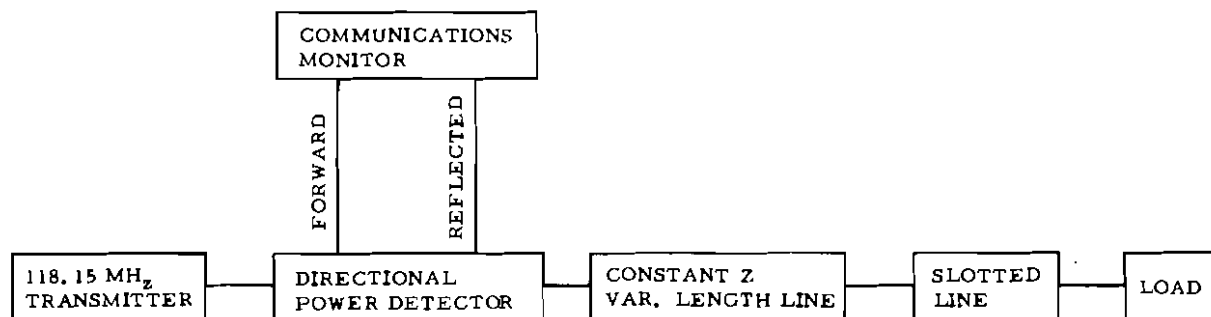 COMMUNICATIONS
MONITOR
FORWARD
REFLECTED
118.15 MHz
TRANSMITTER
DIRECTIONAL
POWER DETECTOR
CONSTANT Z
VAR. LENGTH LINE
SLOTTED
LINE
LOAD